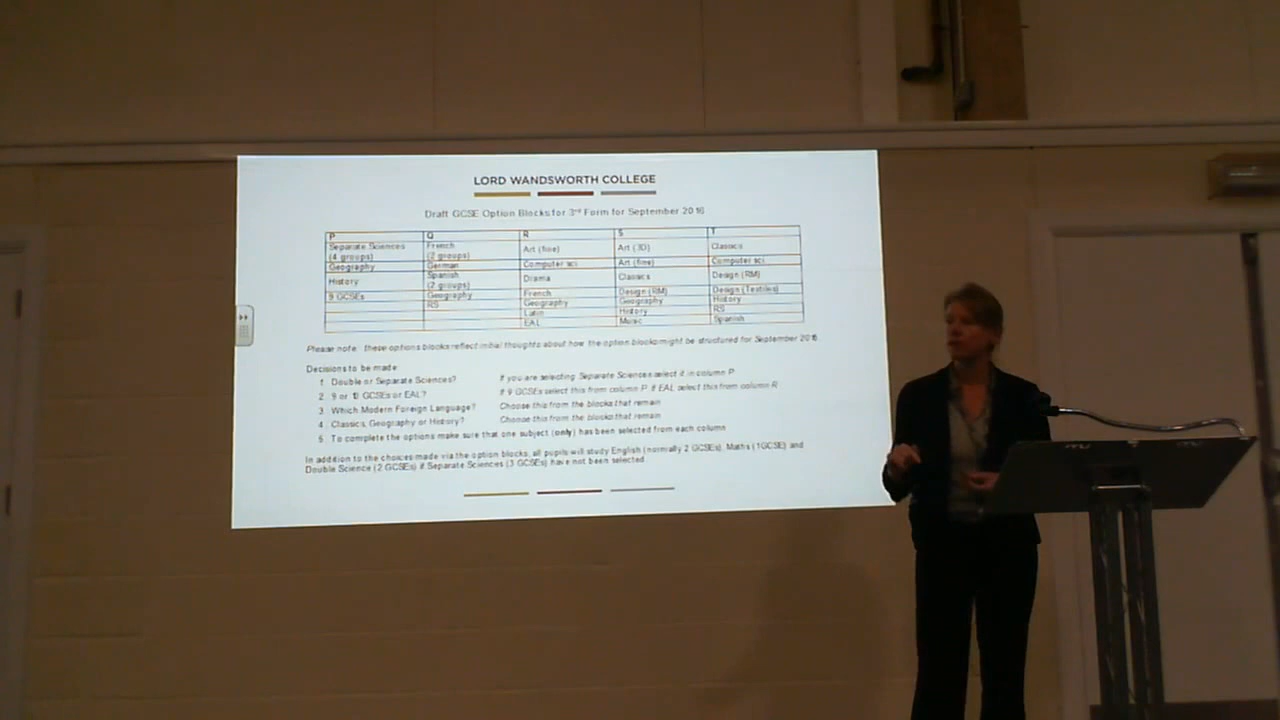 LORD WANDSWORTH COLLEGE
Draft GCSE Option Blocks for 3rd Form for September 2016
P Q R S T
Separate Sciences (4 groups) French (2 groups) Art (fine) Art (3D) Classics
Geography German Computer sci Art (fine) Computer sci
History Spanish (2 groups) Drama Classics Design (RM)
9 GCSEs Geography French Design (RM) Design (Textiles)
RS Geography Geography History
Latin History RS
EAL Music Spanish
Please note: these options blocks reflect initial thoughts about how the option blocks might be structured for September 2016
Decisions to be made:
1. Double or Separate Sciences? If you are selecting Separate Sciences select it in column P
2. 9 or 10 GCSEs or EAL? If 9 GCSEs select this from column P. If EAL select this from column R
3. Which Modern Foreign Language? Choose this from the blocks that remain
4. Classics, Geography or History? Choose this from the blocks that remain
5. To complete the options make sure that one subject (only) has been selected from each column
In addition to the choices made via the option blocks, all pupils will study English (normally 2 GCSEs), Maths (1GCSE) and
Double Science (2 GCSEs) if Separate Sciences (3 GCSEs) have not been selected